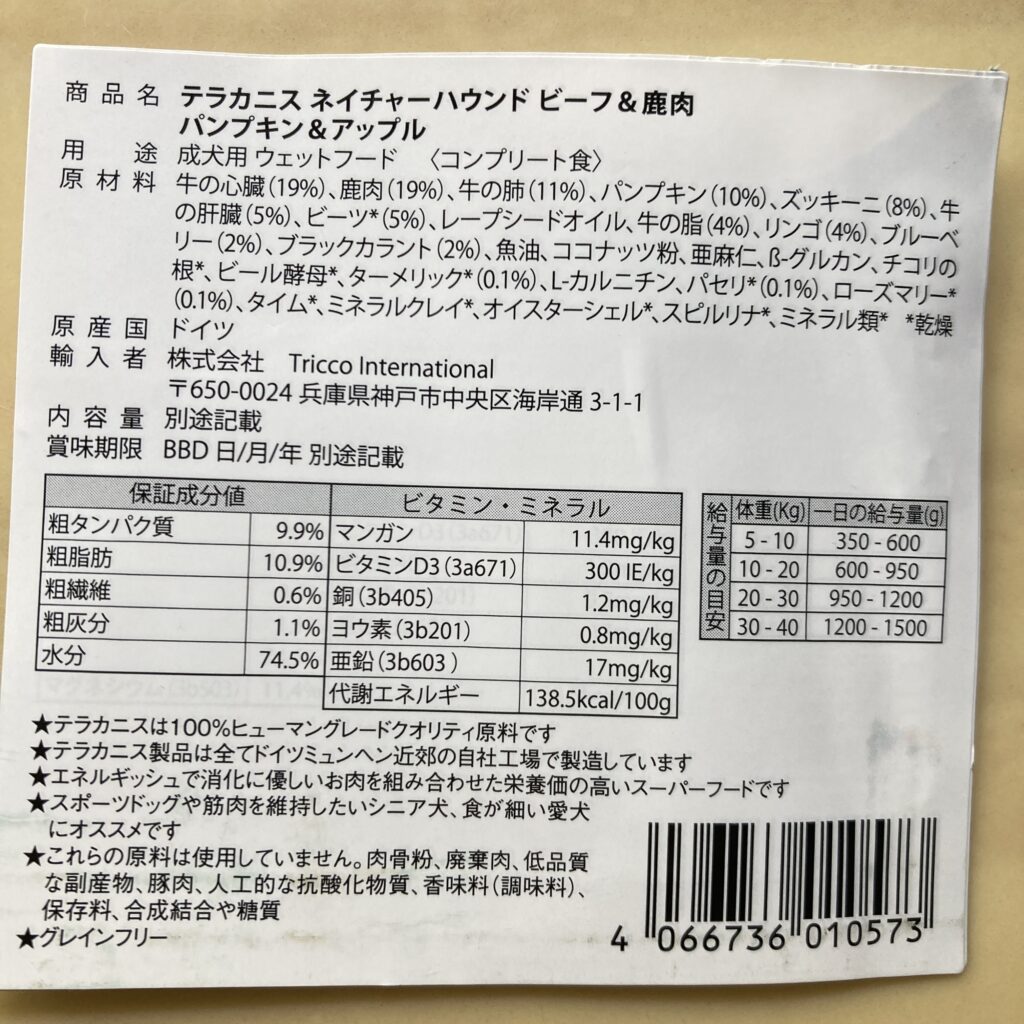 商品名 テラカニス ネイチャーハウンド ビーフ＆鹿肉
パンプキン＆アップル
用途 成犬用 ウェットフード 〈コンプリート食〉
原材料 牛の心臓(19%)、鹿肉(19%)、牛の肺(11%)、パンプキン(10%)、ズッキーニ(8%)、牛
の肝臓(5%)、ビーツ*(5%)、レープシードオイル、牛の脂(4%)、リンゴ(4%)、ブルーベ
リー(2%)、ブラックカラント(2%)、魚油、ココナッツ粉、亜麻仁、ß-グルカン、チコリの
根*、ビール酵母*、ターメリック*(0.1%)、L-カルニチン、パセリ*(0.1%)、ローズマリー*
(0.1%)、タイム*、ミネラルクレイ*、オイスターシェル*、スピルリナ*、ミネラル類* *乾燥
原産国 ドイツ
輸入者 株式会社 Tricco International
〒650-0024 兵庫県神戸市中央区海岸通 3-1-1
内容量 別途記載
賞味期限 BBD 日/月/年 別途記載
保証成分値
粗タンパク質 9.9%
粗脂肪 10.9%
粗繊維 0.6%
粗灰分 1.1%
水分 74.5%
ビタミン・ミネラル
マンガン 11.4mg/kg
ビタミンD3(3a671) 300 IE/kg
銅(3b405) 1.2mg/kg
ヨウ素(3b201) 0.8mg/kg
亜鉛(3b603 ) 17mg/kg
代謝エネルギー 138.5kcal/100g
給与量の目安
体重(Kg) 一日の給与量(g)
5 - 10 350 - 600
10 - 20 600 - 950
20 - 30 950 - 1200
30 - 40 1200 - 1500
★テラカニスは100%ヒューマングレードクオリティ原料です
★テラカニス製品は全てドイツミュンヘン近郊の自社工場で製造しています
★エネルギッシュで消化に優しいお肉を組み合わせた栄養価の高いスーパーフードです
★スポーツドッグや筋肉を維持したいシニア犬、食が細い愛犬
にオススメです
★これらの原料は使用していません。肉骨粉、廃棄肉、低品質
な副産物、豚肉、人工的な抗酸化物質、香味料(調味料)、
保存料、合成結合や糖質
★グレインフリー
4 066736 010573